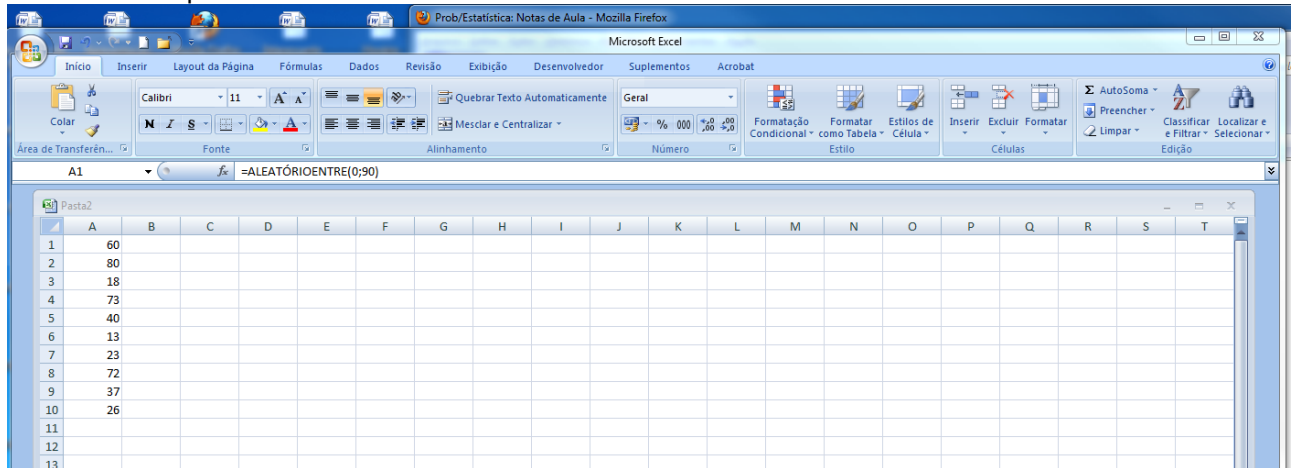 Prob/Estatística: Notas de Aula - Mozilla Firefox
Microsoft Excel
Início Inserir Layout da Página Fórmulas Dados Revisão Exibição Desenvolvedor Suplementos Acrobat
Colar
Calibri 11
N I S
Quebrar Texto Automaticamente
Mesclar e Centralizar
Geral
% 000
Formatação Condicional
Formatar como Tabela
Estilos de Célula
Inserir Excluir Formatar
Σ AutoSoma
Preencher
Limpar
Classificar e Filtrar
Localizar e Selecionar
Área de Transferên... Fonte Alinhamento Número Estilo Células Edição
A1 fx =ALEATÓRIOENTRE(0;90)
Pasta2
A B C D E F G H I J K L M N O P Q R S T
1 60
2 80
3 18
4 73
5 40
6 13
7 23
8 72
9 37
10 26
11
12
13